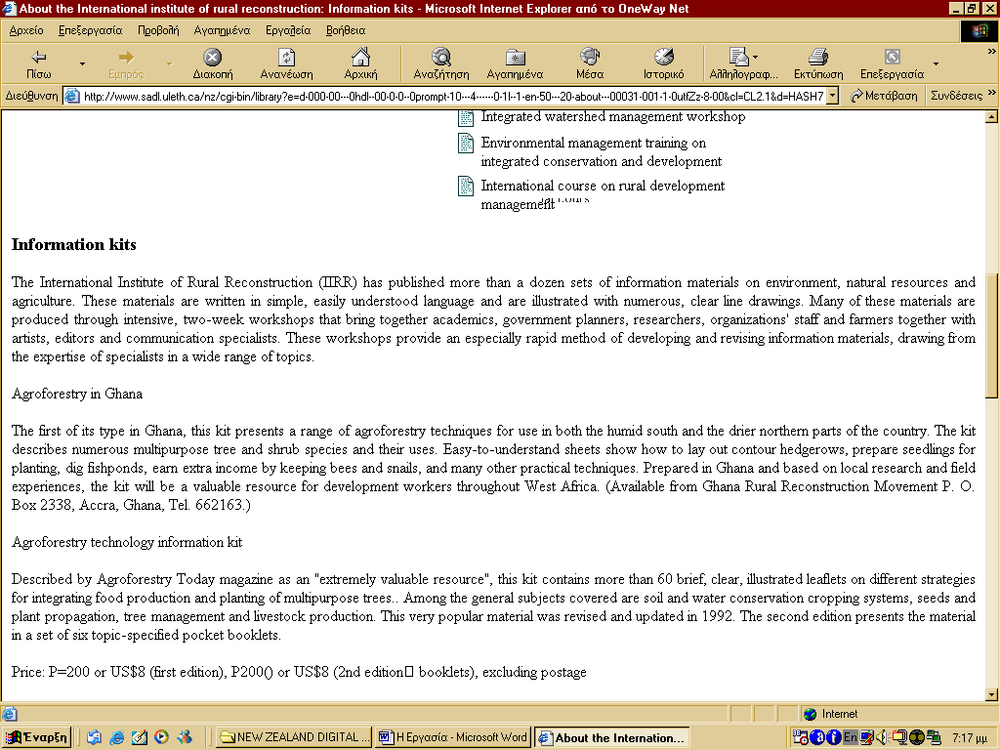 About the International institute of rural reconstruction: Information kits - Microsoft Internet Explorer από το OneWay Net
Αρχείο Επεξεργασία Προβολή Αγαπημένα Εργαλεία Βοήθεια
Πίσω Εμπρός Διακοπή Ανανέωση Αρχική Αναζήτηση Αγαπημένα Μέσα Ιστορικό Αλληλογραφ... Εκτύπωση Επεξεργασία »
Διεύθυνση http://www.sadl.uleth.ca/nz/cgi-bin/library?e=d-000-00---0hdl--00-0-0--0prompt-10---4------0-1l--1-en-50---20-about---00031-001-1-0utfZz-8-00&cl=CL2.1&d=HASH7 Μετάβαση Συνδέσεις »
Integrated watershed management workshop
Environmental management training on
integrated conservation and development
International course on rural development
management
Information kits
The International Institute of Rural Reconstruction (IIRR) has published more than a dozen sets of information materials on environment, natural resources and
agriculture. These materials are written in simple, easily understood language and are illustrated with numerous, clear line drawings. Many of these materials are
produced through intensive, two-week workshops that bring together academics, government planners, researchers, organizations' staff and farmers together with
artists, editors and communication specialists. These workshops provide an especially rapid method of developing and revising information materials, drawing from
the expertise of specialists in a wide range of topics.
Agroforestry in Ghana
The first of its type in Ghana, this kit presents a range of agroforestry techniques for use in both the humid south and the drier northern parts of the country. The kit
describes numerous multipurpose tree and shrub species and their uses. Easy-to-understand sheets show how to lay out contour hedgerows, prepare seedlings for
planting, dig fishponds, earn extra income by keeping bees and snails, and many other practical techniques. Prepared in Ghana and based on local research and field
experiences, the kit will be a valuable resource for development workers throughout West Africa. (Available from Ghana Rural Reconstruction Movement P. O.
Box 2338, Accra, Ghana, Tel. 662163.)
Agroforestry technology information kit
Described by Agroforestry Today magazine as an "extremely valuable resource", this kit contains more than 60 brief, clear, illustrated leaflets on different strategies
for integrating food production and planting of multipurpose trees.. Among the general subjects covered are soil and water conservation cropping systems, seeds and
plant propagation, tree management and livestock production. This very popular material was revised and updated in 1992. The second edition presents the material
in a set of six topic-specified pocket booklets.
Price: P=200 or US$8 (first edition), P200() or US$8 (2nd edition booklets), excluding postage
Internet
Έναρξη NEW ZEALAND DIGITAL ... Η Εργασία - Microsoft Word About the Internation... En 7:17 μμ